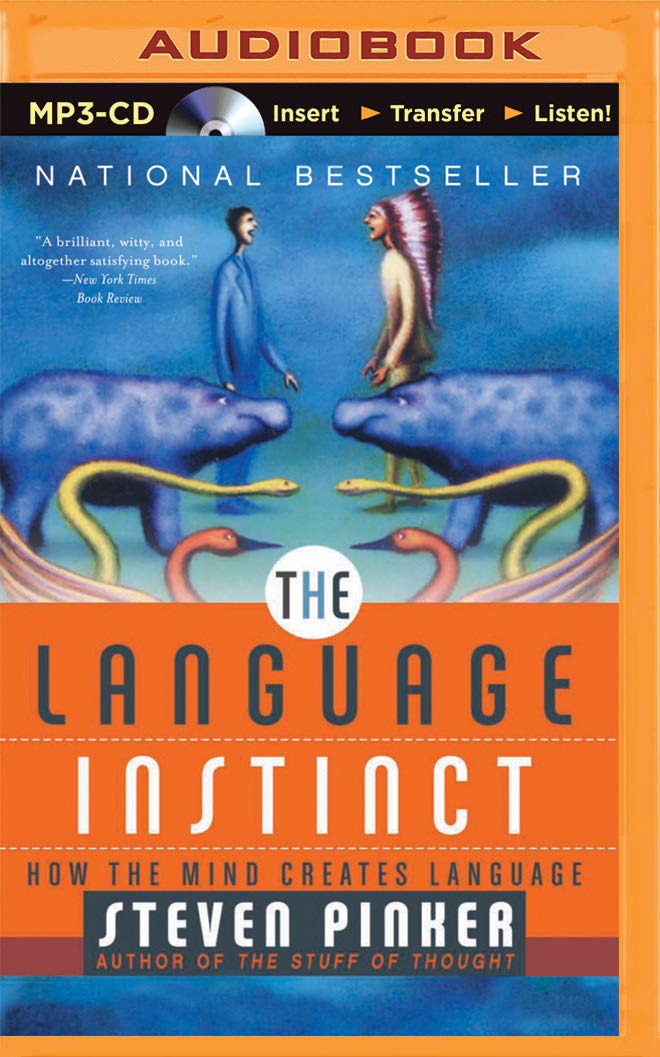 AUDIOBOOK
MP3-CD Insert ► Transfer ► Listen!
NATIONAL BESTSELLER
“A brilliant, witty, and
altogether satisfying book.”
—New York Times
Book Review
THE
LANGUAGE
INSTINCT
HOW THE MIND CREATES LANGUAGE
STEVEN PINKER
AUTHOR OF THE STUFF OF THOUGHT